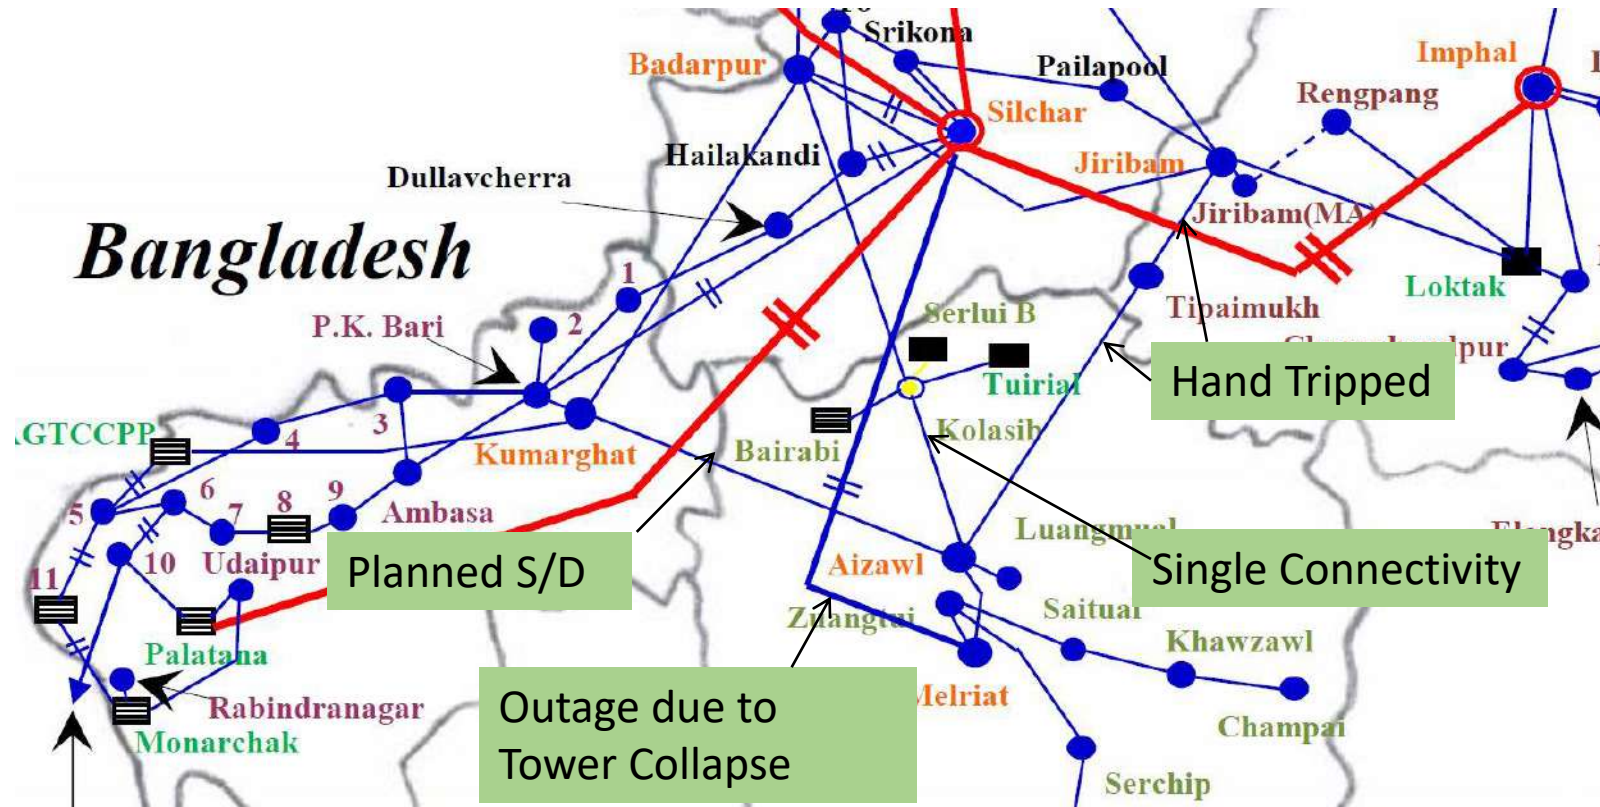 Srikona
Imphal
Badarpur
Pailapool
Rengpang
Silchar
Hailakandi
Jiribam
Dullavcherra
Jiribam(MA)
Bangladesh
1
Loktak
Serlui B
Tipaimukh
P.K. Bari
2
Hand Tripped
Tuirial
3
4
Kolasib
Bairabi
Kumarghat
6
9
8
5
7
Ambasa
Luangmual
10
Udaipur
Planned S/D
Aizawl
Single Connectivity
11
Zuangtui
Saitual
Khawzawl
Palatana
Rabindranagar
Outage due to
Tower Collapse
Melriat
Champai
Monarchak
Serchip